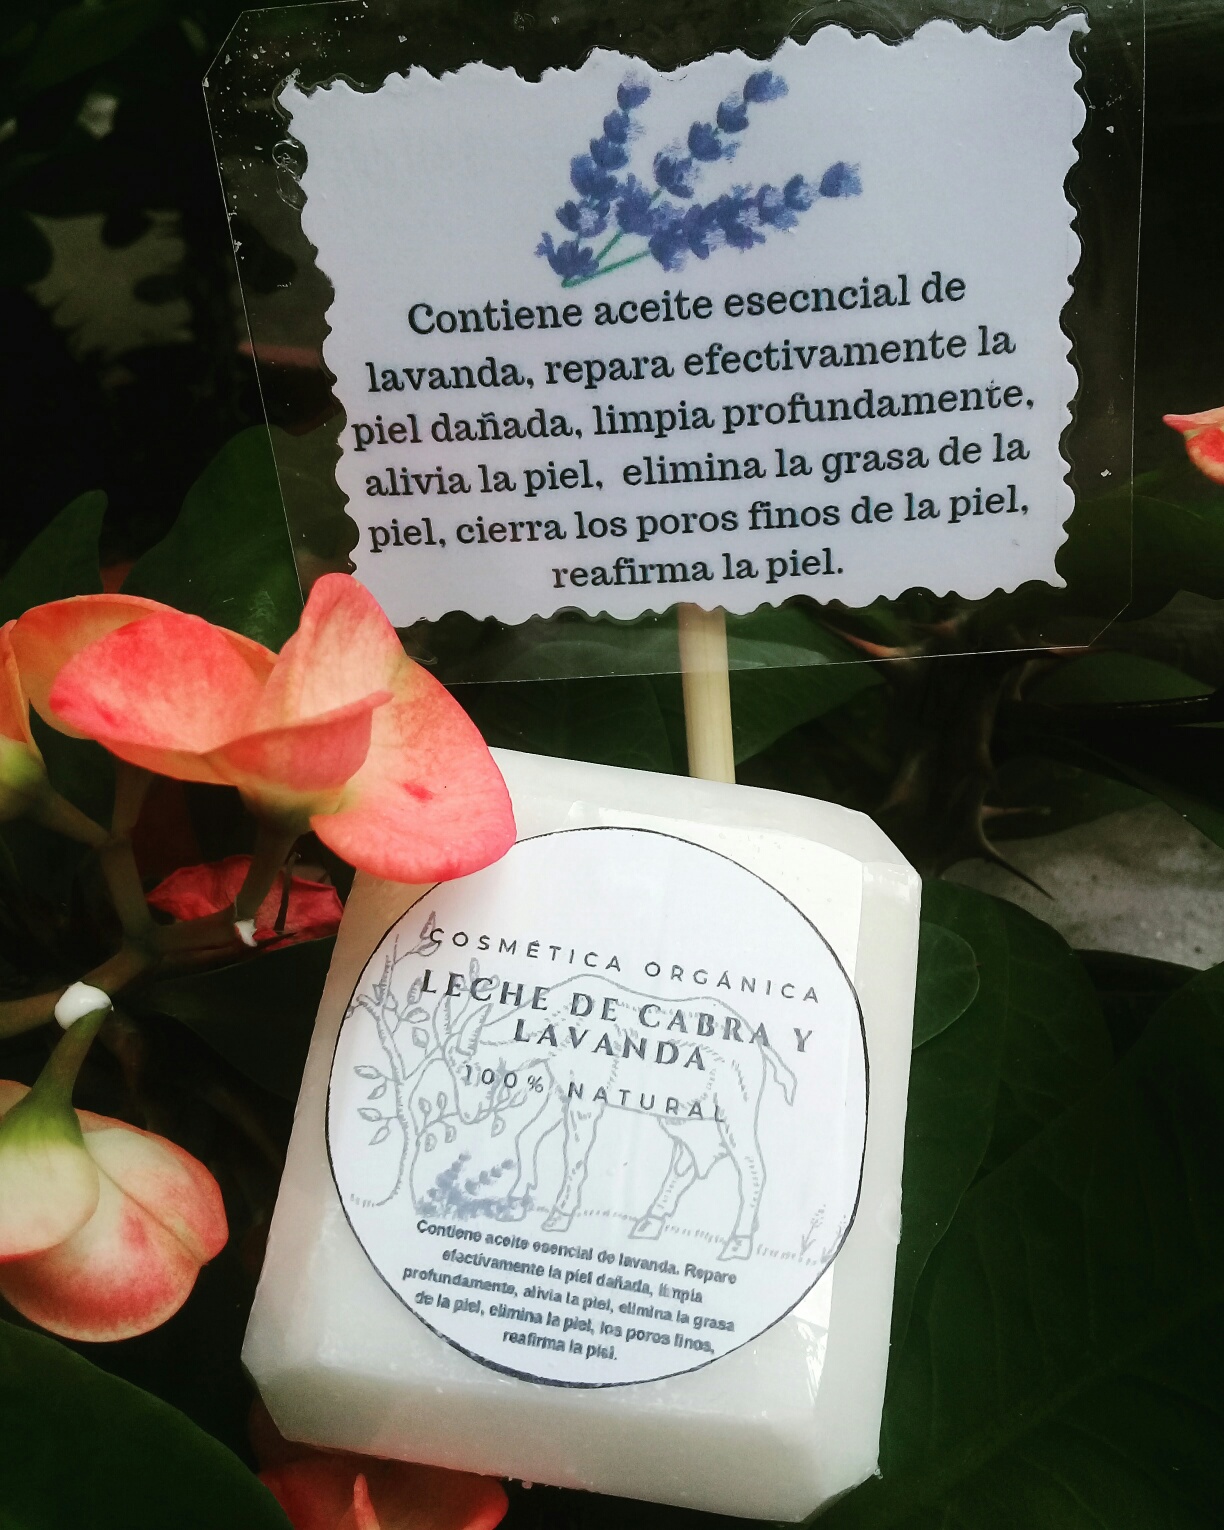 Contiene aceite esecncial de
lavanda, repara efectivamente la
piel dañada, limpia profundamente,
alivia la piel, elimina la grasa de la
piel, cierra los poros finos de la piel,
reafirma la piel.
COSMÉTICA ORGÁNICA
LECHE DE CABRA Y
LAVANDA
100% NATURAL
Contiene aceite esencial de lavanda. Repare
efectivamente la piel dañada, limpia
profundamente, alivia la piel, elimina la grasa
de la piel, elimina la piel, los poros finos,
reafirma la piel.